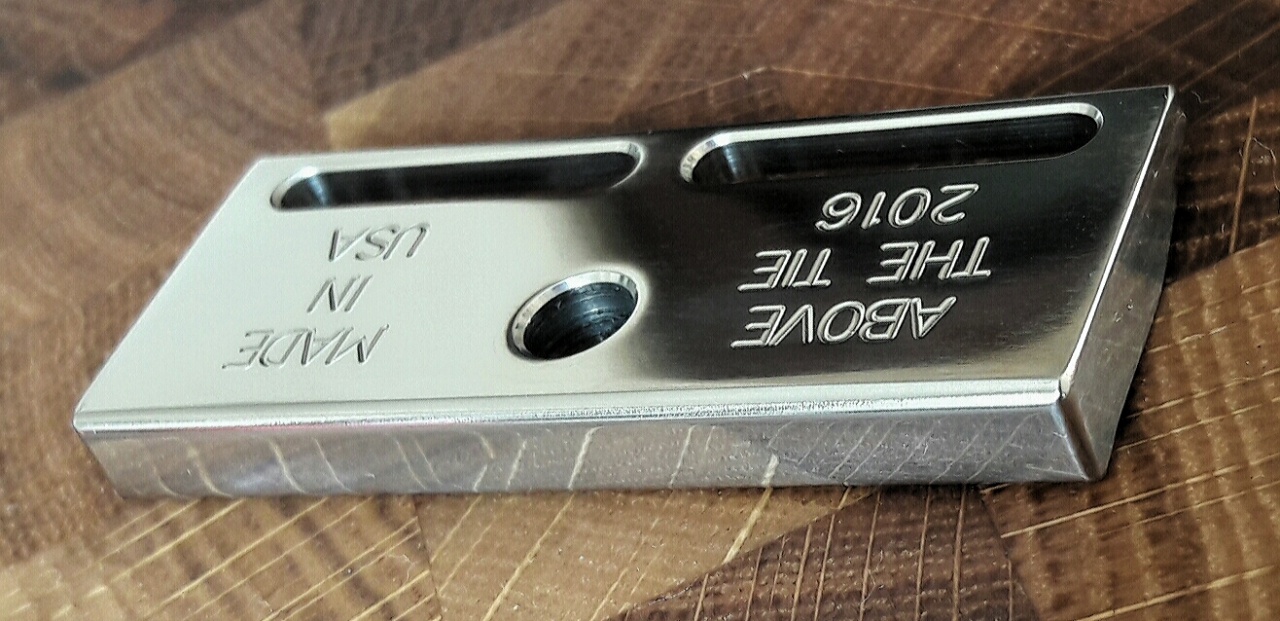 ABOVE
THE TIE
2016
MADE
IN
USA